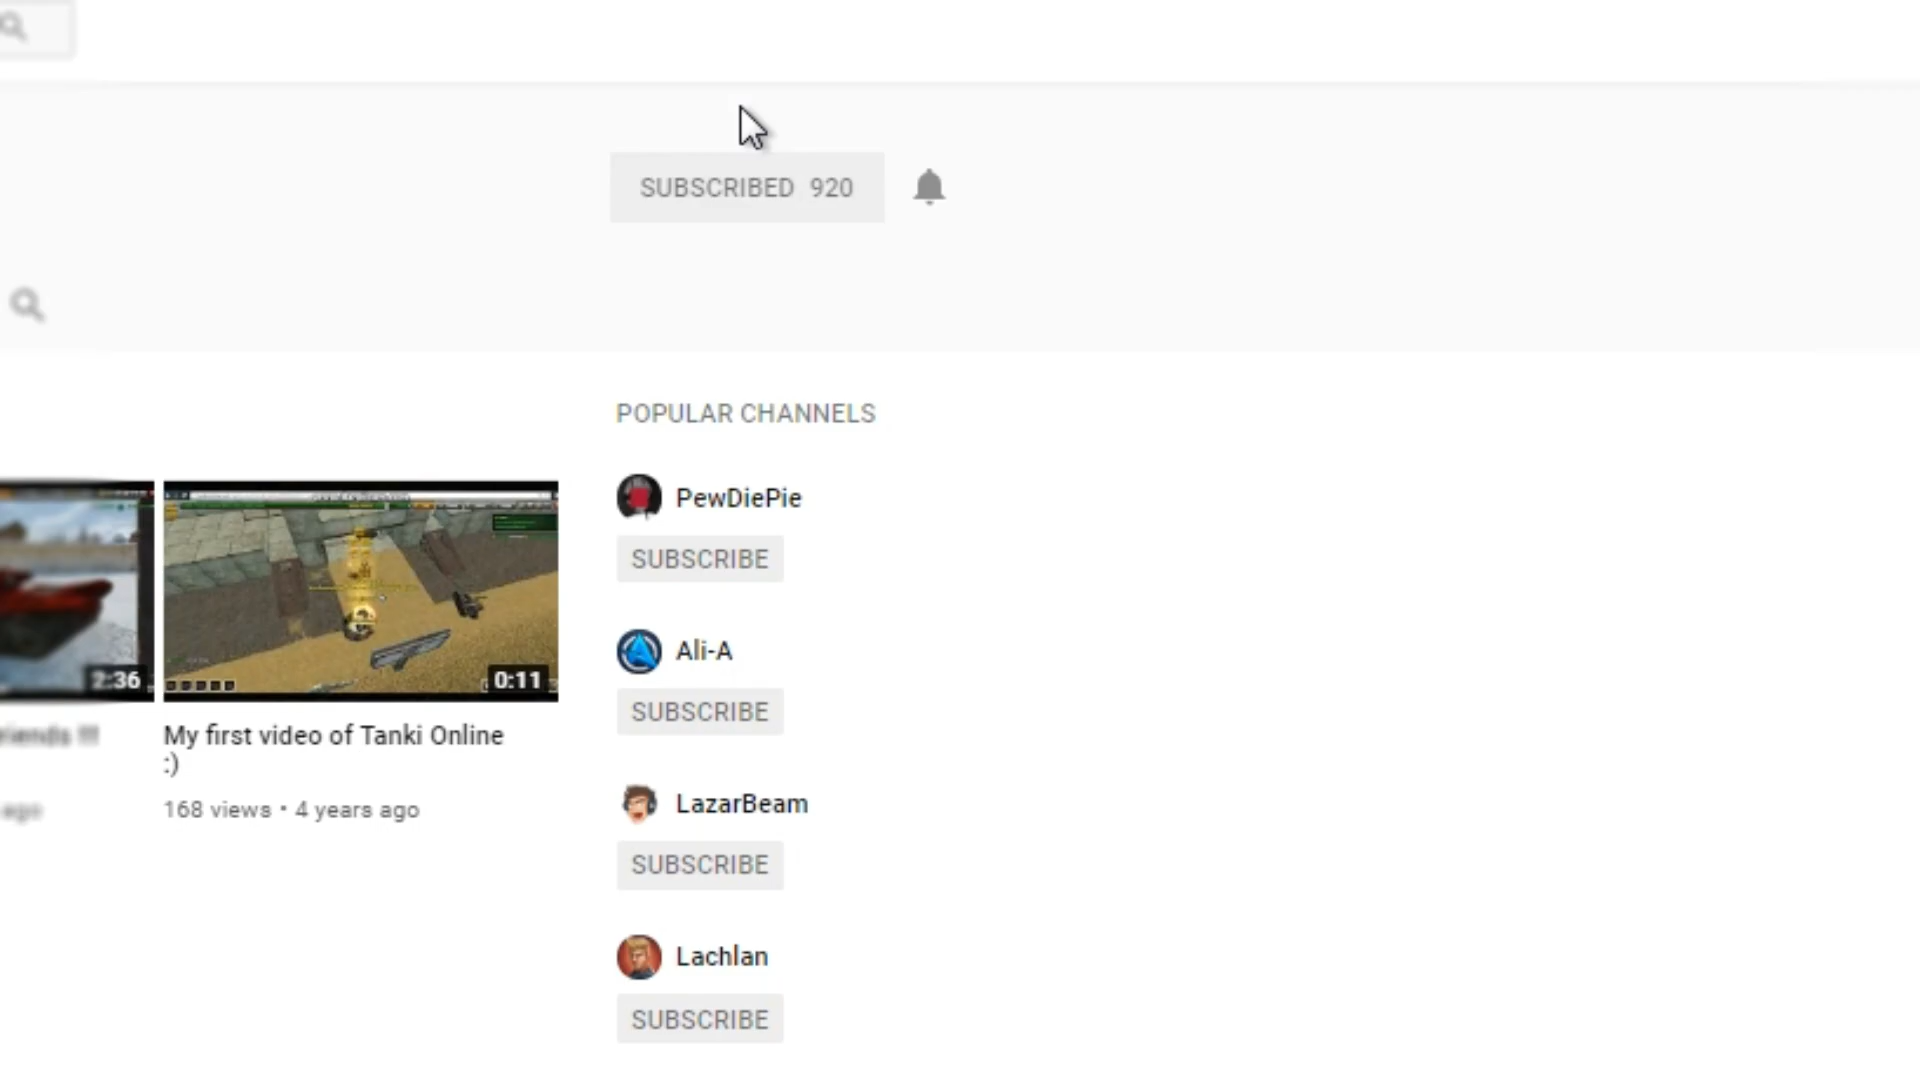 SUBSCRIBED 920
POPULAR CHANNELS
PewDiePie
SUBSCRIBE
Ali-A
SUBSCRIBE
LazarBeam
SUBSCRIBE
Lachlan
SUBSCRIBE
2:36
0:11
My first video of Tanki Online
:)
168 views • 4 years ago
ago